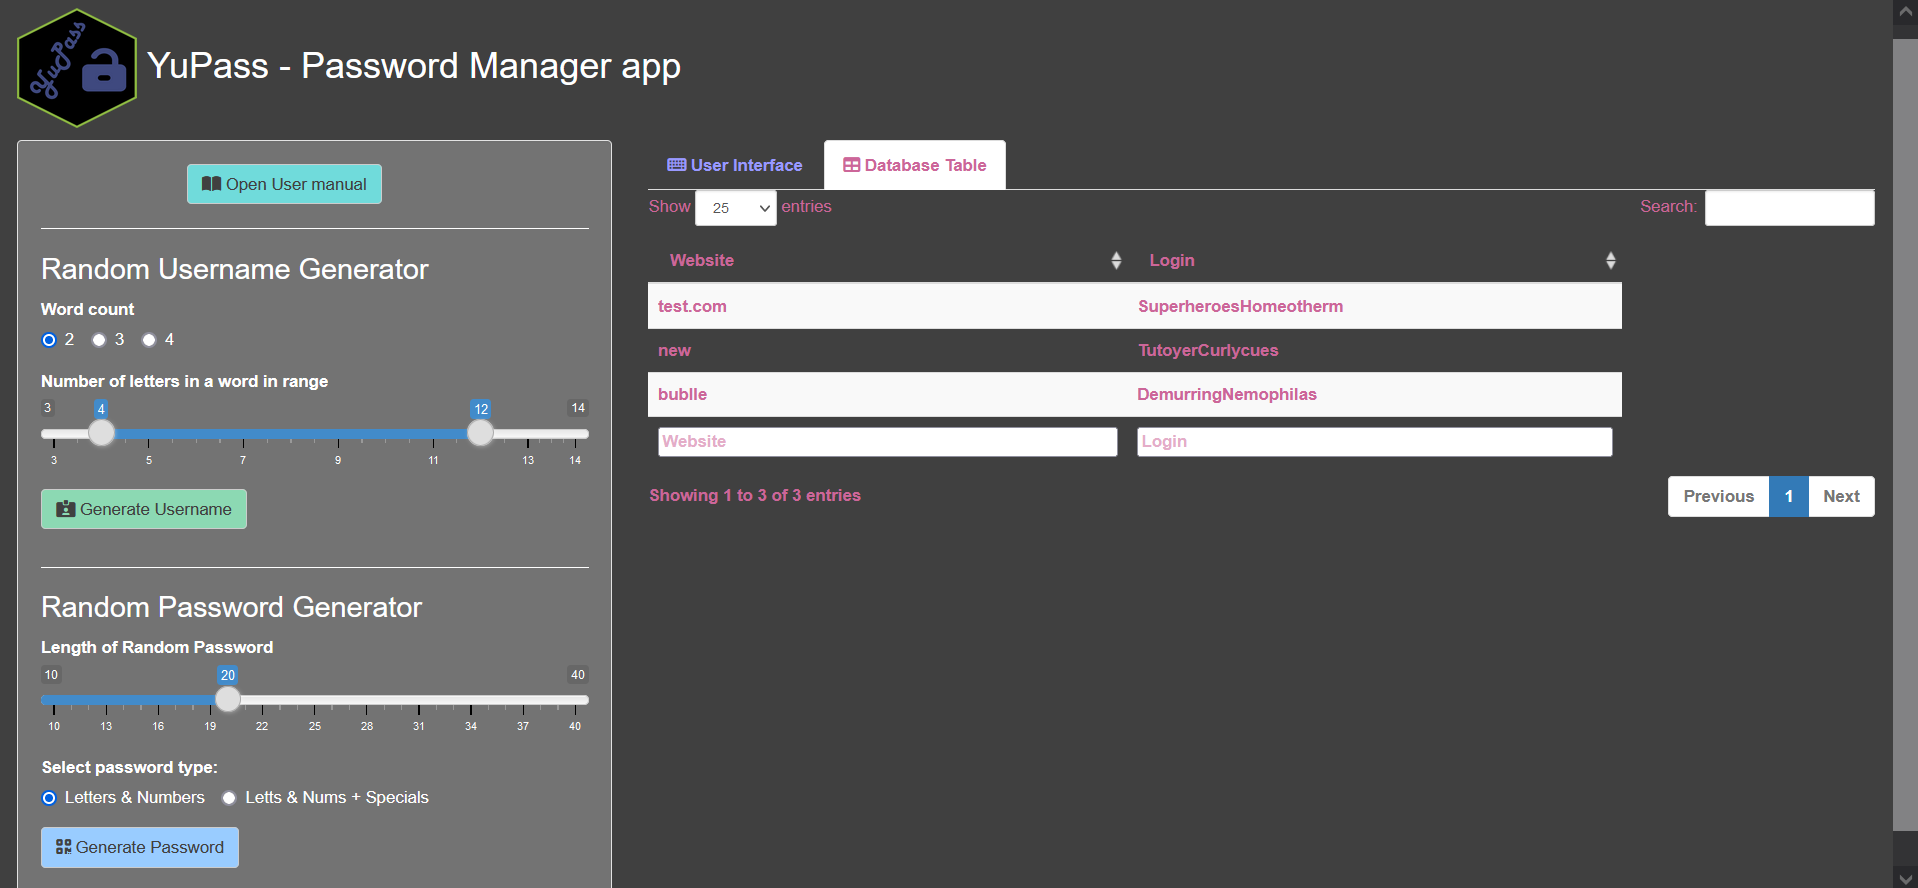 YuPass
YuPass - Password Manager app
Open User manual
Random Username Generator
Word count
2 3 4
Number of letters in a word in range
3 4 12 14
3 5 7 9 11 13 14
Generate Username
Random Password Generator
Length of Random Password
10 20 40
10 13 16 19 22 25 28 31 34 37 40
Select password type:
Letters & Numbers Letts & Nums + Specials
Generate Password
User Interface Database Table
Show 25 entries Search:
Website Login
test.com SuperheroesHomeotherm
new TutoyerCurlycues
bublle DemurringNemophilas
Website Login
Showing 1 to 3 of 3 entries Previous 1 Next